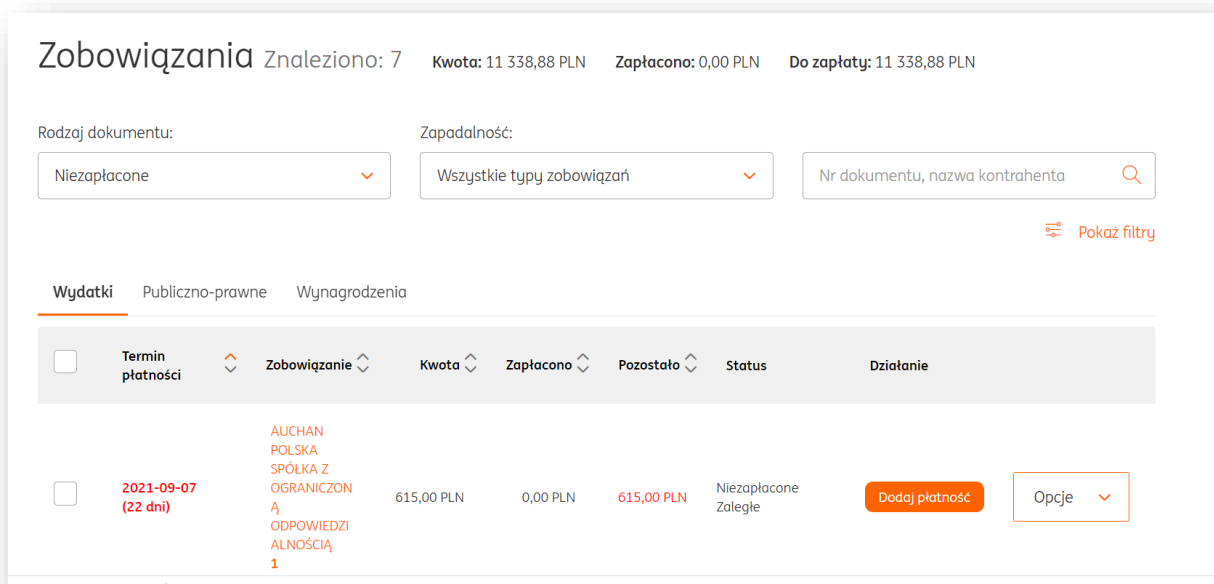 Zobowiązania Znaleziono: 7 Kwota: 11 338,88 PLN Zapłacono: 0,00 PLN Do zapłaty: 11 338,88 PLN
Rodzaj dokumentu: Zapadalność:
Niezapłacone Wszystkie typy zobowiązań Nr dokumentu, nazwa kontrahenta
Pokaż filtry
Wydatki Publiczno-prawne Wynagrodzenia
Termin
płatności
Zobowiązanie Kwota Zapłacono Pozostało Status Działanie
2021-09-07
(22 dni)
AUCHAN
POLSKA
SPÓŁKA Z
OGRANICZON
Ą
ODPOWIEDZI
ALNOŚCIĄ
1
615,00 PLN 0,00 PLN 615,00 PLN
Niezapłacone
Zaległe
Dodaj płatność Opcje